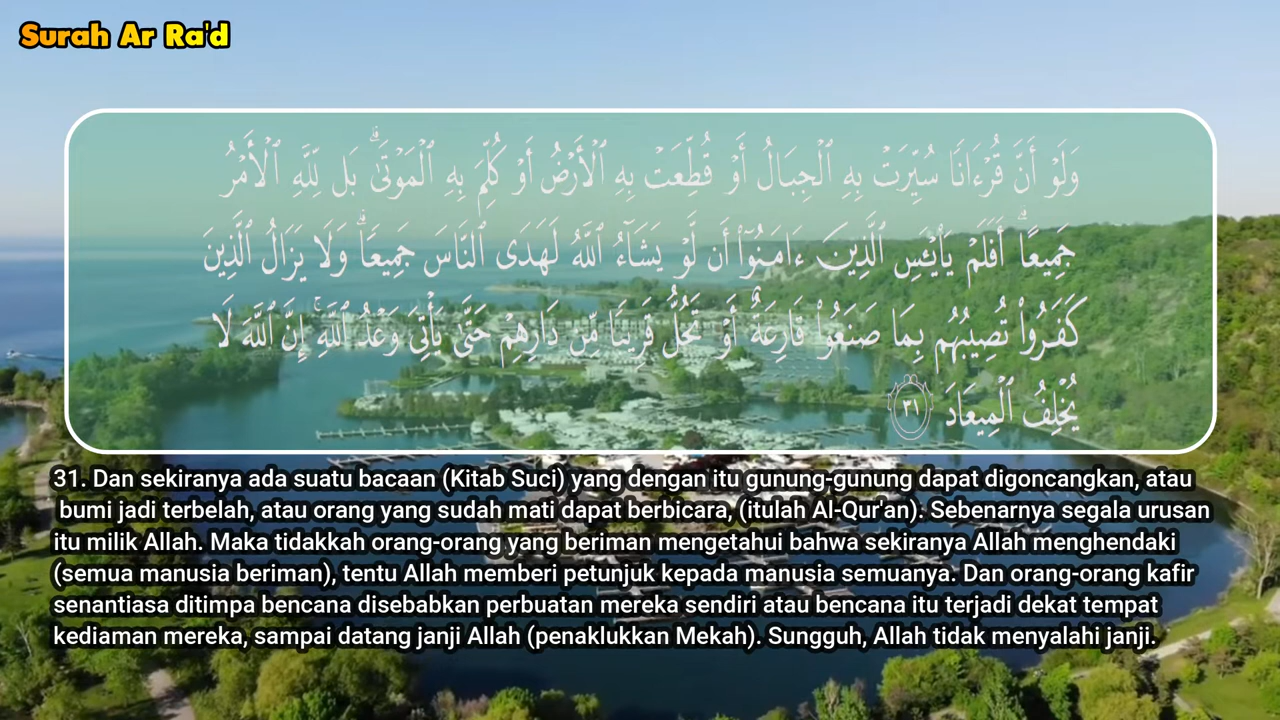 Surah Ar Ra'd
وَلَوْ أَنَّ قُرْءَانًا سُيِّرَتْ بِهِ ٱلْجِبَالُ أَوْ قُطِّعَتْ بِهِ ٱلْأَرْضُ أَوْ كُلِّمَ بِهِ ٱلْمَوْتَىٰ ۗ بَل لِّلَّهِ ٱلْأَمْرُ
جَمِيعًا ۗ أَفَلَمْ يَا۟يْـَٔسِ ٱلَّذِينَ ءَامَنُوٓا۟ أَن لَّوْ يَشَآءُ ٱللَّهُ لَهَدَى ٱلنَّاسَ جَمِيعًا ۗ وَلَا يَزَالُ ٱلَّذِينَ
كَفَرُوا۟ تُصِيبُهُم بِمَا صَنَعُوا۟ قَارِعَةٌ أَوْ تَحُلُّ قَرِيبًا مِّن دَارِهِمْ حَتَّىٰ يَأْتِىَ وَعْدُ ٱللَّهِ ۚ إِنَّ ٱللَّهَ لَا
يُخْلِفُ ٱلْمِيعَادَ ٣١
31. Dan sekiranya ada suatu bacaan (Kitab Suci) yang dengan itu gunung-gunung dapat digoncangkan, atau
bumi jadi terbelah, atau orang yang sudah mati dapat berbicara, (itulah Al-Qur'an). Sebenarnya segala urusan
itu milik Allah. Maka tidakkah orang-orang yang beriman mengetahui bahwa sekiranya Allah menghendaki
(semua manusia beriman), tentu Allah memberi petunjuk kepada manusia semuanya. Dan orang-orang kafir
senantiasa ditimpa bencana disebabkan perbuatan mereka sendiri atau bencana itu terjadi dekat tempat
kediaman mereka, sampai datang janji Allah (penaklukkan Mekah). Sungguh, Allah tidak menyalahi janji.